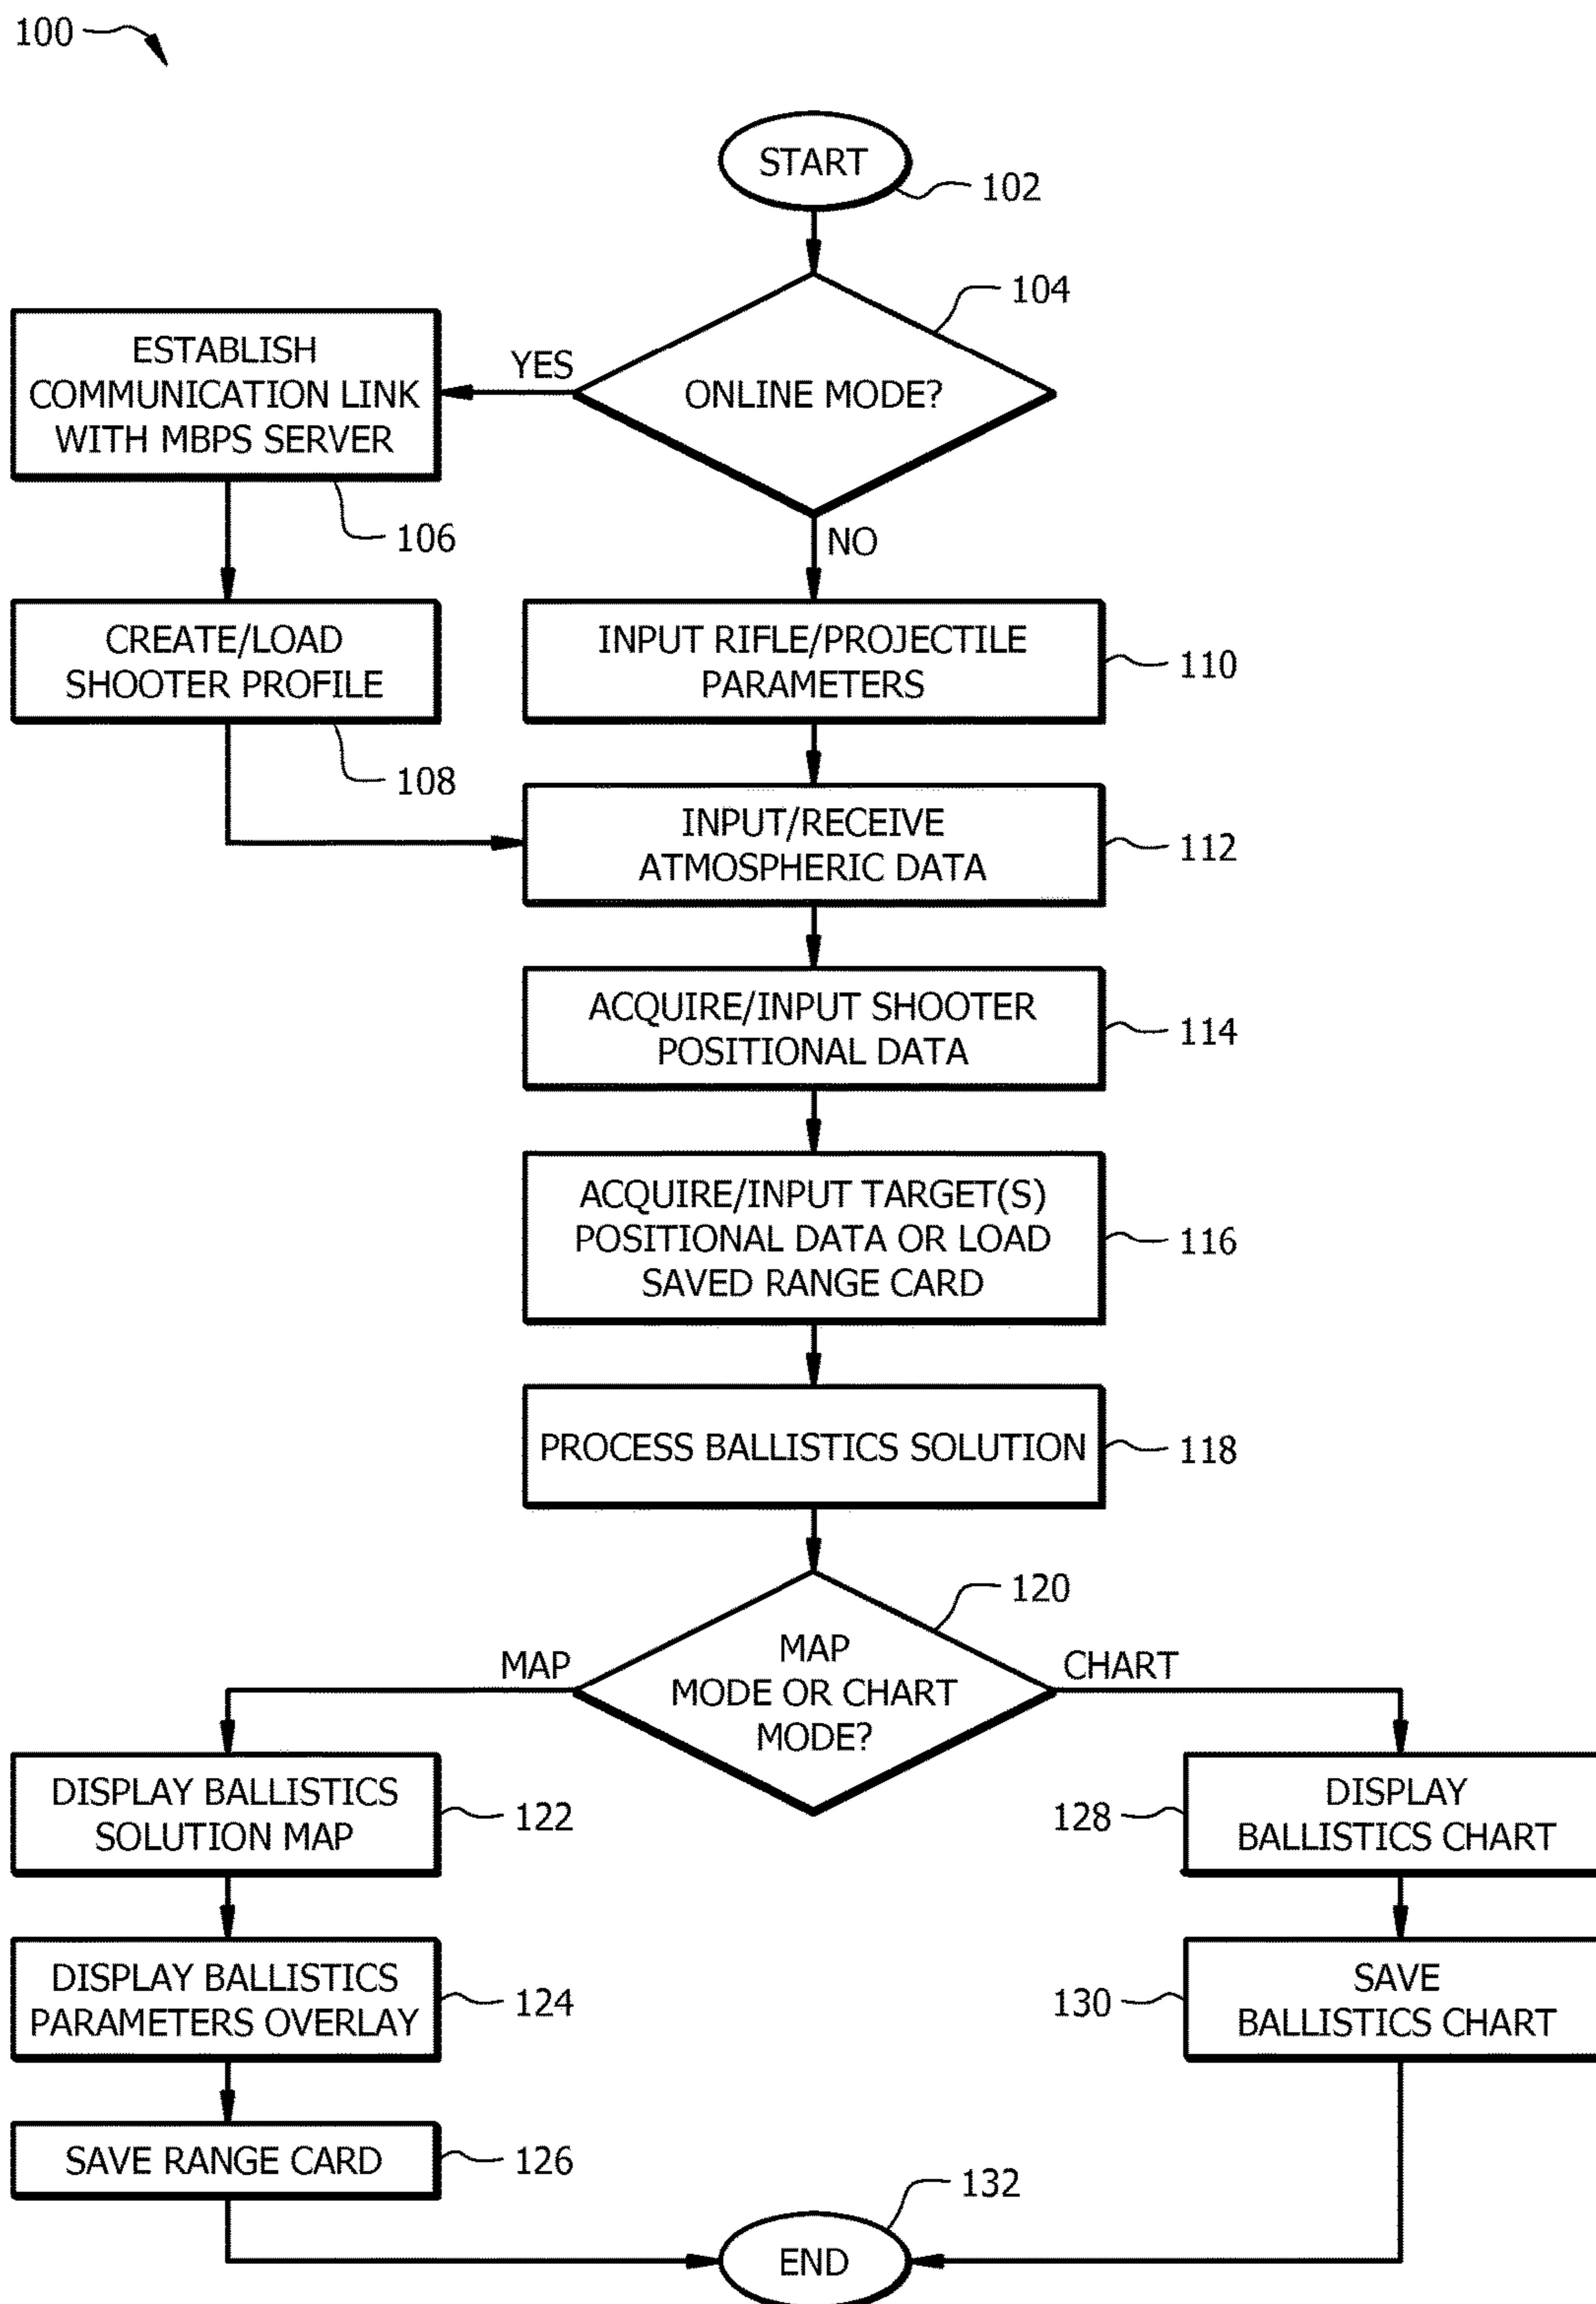 100
START
102
104
ONLINE MODE?
YES
ESTABLISH
COMMUNICATION LINK
WITH MBPS SERVER
106
NO
CREATE/LOAD
SHOOTER PROFILE
108
INPUT RIFLE/PROJECTILE
PARAMETERS
110
INPUT/RECEIVE
ATMOSPHERIC DATA
112
ACQUIRE/INPUT SHOOTER
POSITIONAL DATA
114
ACQUIRE/INPUT TARGET(S)
POSITIONAL DATA OR LOAD
SAVED RANGE CARD
116
PROCESS BALLISTICS SOLUTION
118
120
MAP
MODE OR CHART
MODE?
MAP
CHART
DISPLAY BALLISTICS
SOLUTION MAP
122
DISPLAY BALLISTICS
PARAMETERS OVERLAY
124
SAVE RANGE CARD
126
128
DISPLAY
BALLISTICS CHART
130
SAVE
BALLISTICS CHART
132
END